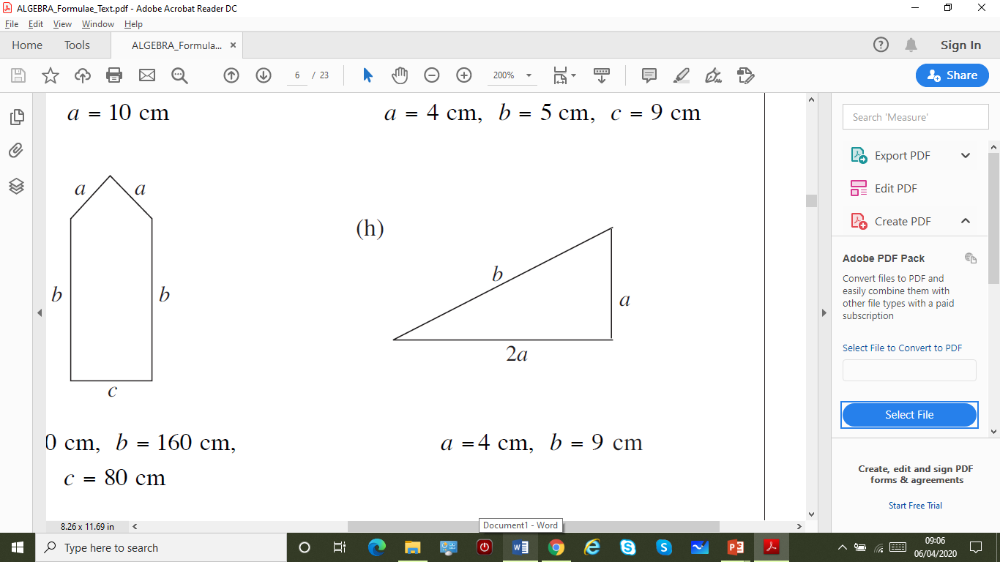 ALGEBRA_Formulae_Text.pdf - Adobe Acrobat Reader DC
File Edit View Window Help
Home Tools ALGEBRA_Formula... × Sign In
6 / 23 200% Share
a = 10 cm
a = 4 cm, b = 5 cm, c = 9 cm
a a
b b
c
0 cm, b = 160 cm,
c = 80 cm
(h)
b
a
2a
a = 4 cm, b = 9 cm
Search 'Measure'
Export PDF
Edit PDF
Create PDF
Adobe PDF Pack
Convert files to PDF and
easily combine them with
other file types with a paid
subscription
Select File to Convert to PDF
Select File
Create, edit and sign PDF
forms & agreements
Start Free Trial
8.26 x 11.69 in
Document1 - Word
Type here to search
09:06
06/04/2020